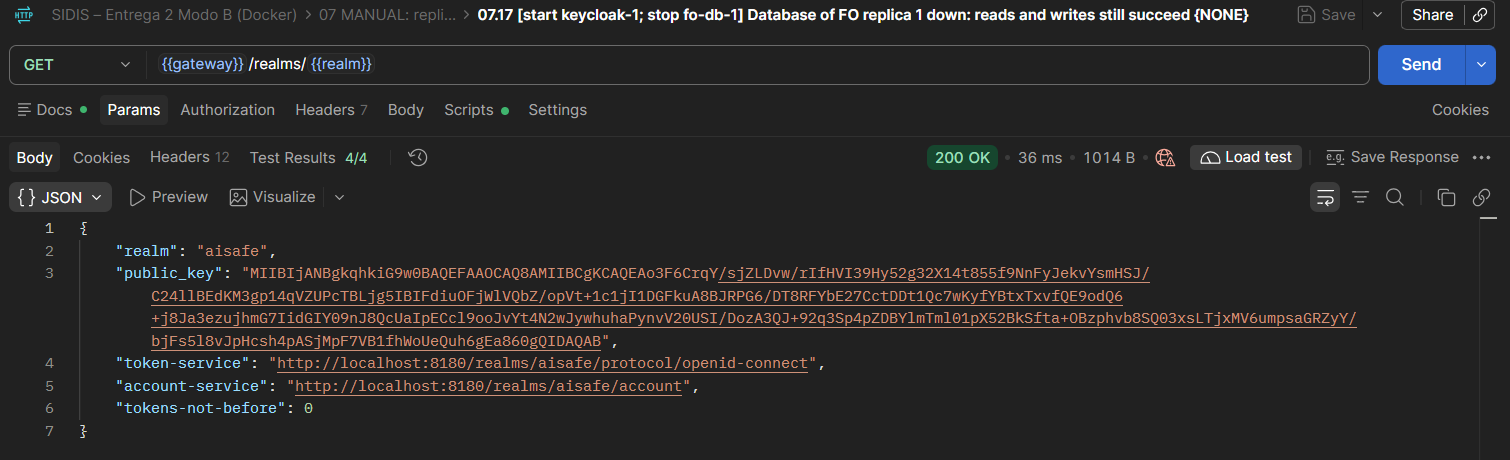 HTTP SIDIS – Entrega 2 Modo B (Docker) > 07 MANUAL: repli... > 07.17 [start keycloak-1; stop fo-db-1] Database of FO replica 1 down: reads and writes still succeed {NONE} Save Share
GET {{gateway}} /realms/ {{realm}} Send
Docs Params Authorization Headers 7 Body Scripts Settings Cookies
Body Cookies Headers 12 Test Results 4/4 200 OK • 36 ms • 1014 B • Load test e.g. Save Response
{} JSON Preview Visualize
1 {
2 "realm": "aisafe",
3 "public_key": "MIIBIjANBgkqhkiG9w0BAQEFAAOCAQ8AMIIBCgKCAQEAo3F6CrqY/sjZLDvw/rIfHVI39Hy52g32X14t855f9NnFyJekvYsmHSJ/
C24llBEdKM3gp14qVZUPcTBLjg5IBIFdiuOFjWlVQbZ/opVt+1c1jI1DGFkuA8BJRPG6/DT8RFYbE27CctDDt1Qc7wKyfYBtxTxvfQE9odQ6
+j8Ja3ezujhmG7IidGIY09nJ8QcUaIpECcl9ooJvYt4N2wJywhuhaPynvV20USI/DozA3QJ+92q3Sp4pZDBYlmTml01pX52BkSfta+OBzphvb8SQ03xsLTjxMV6umpsaGRZyY/
bjFs5l8vJpHcsh4pASjMpF7VB1fhWoUeQuh6gEa860gQIDAQAB",
4 "token-service": "http://localhost:8180/realms/aisafe/protocol/openid-connect",
5 "account-service": "http://localhost:8180/realms/aisafe/account",
6 "tokens-not-before": 0
7 }